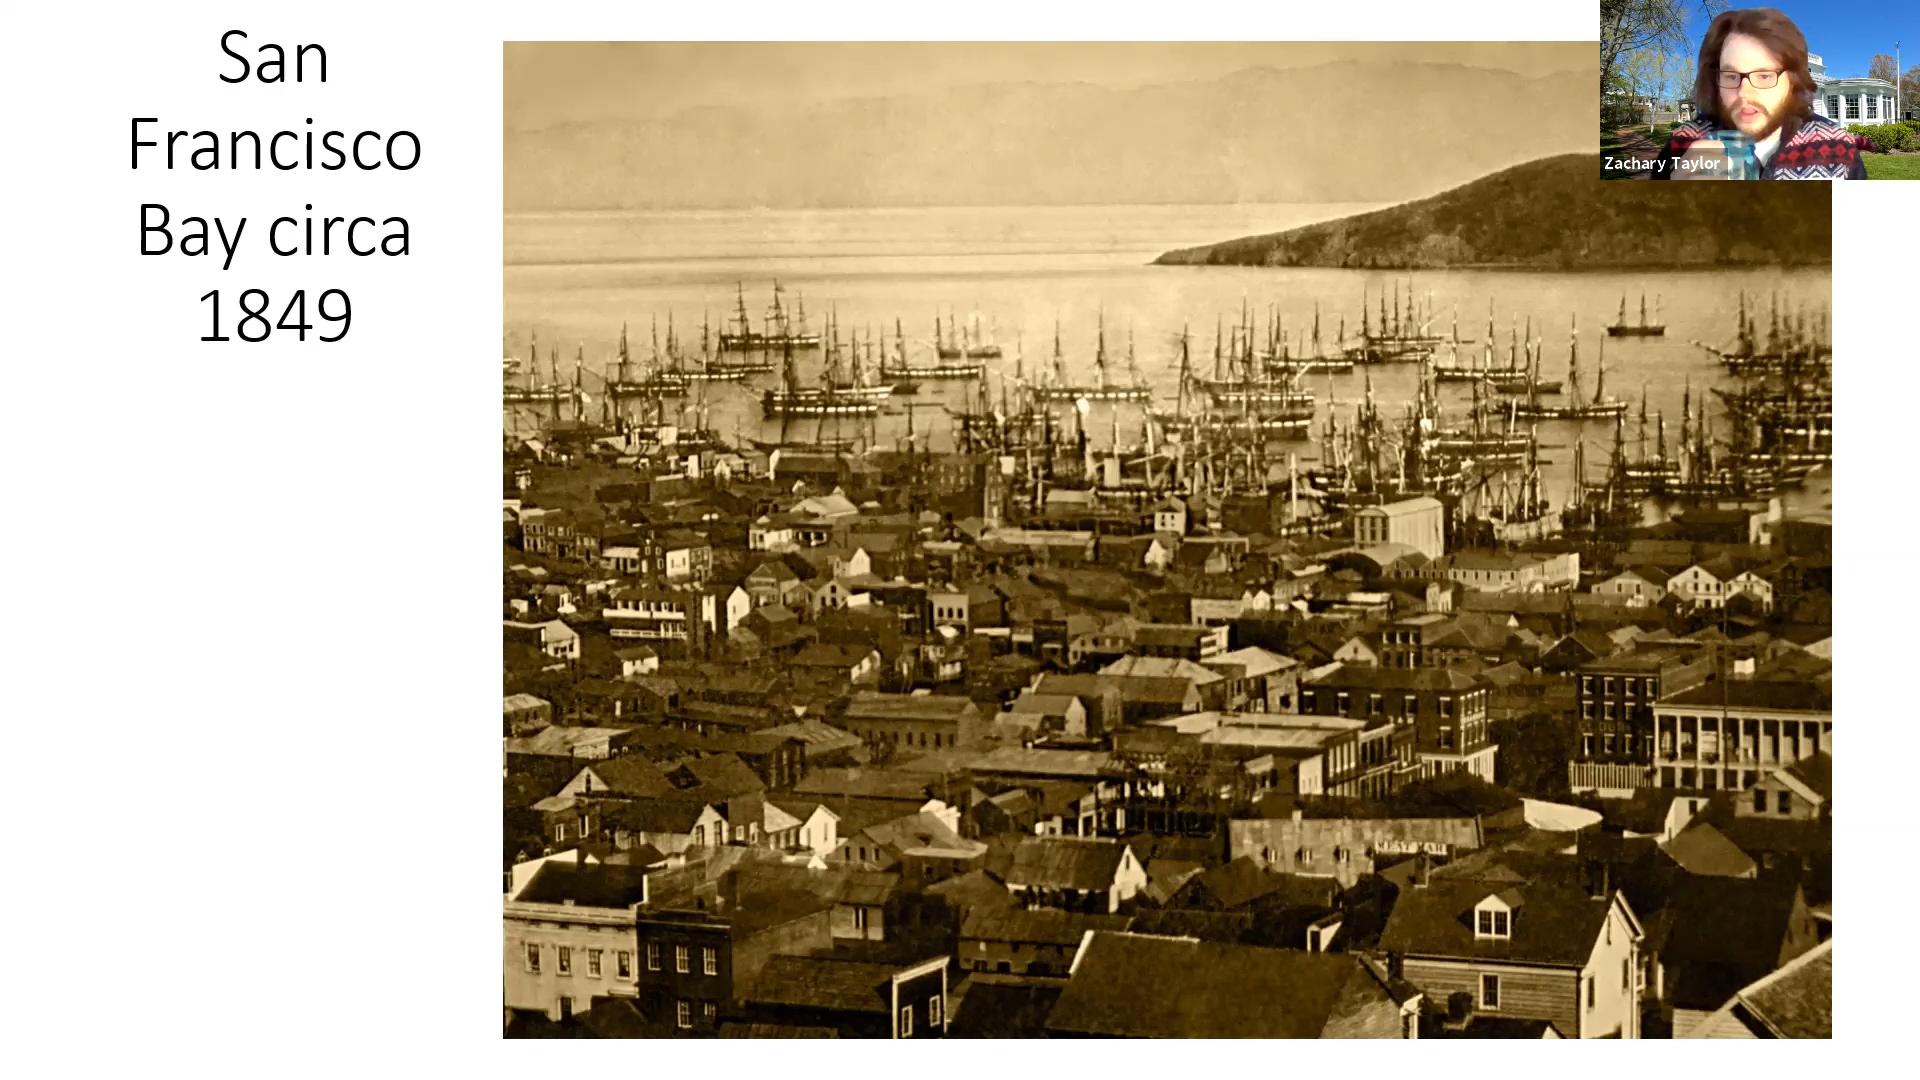 San
Francisco
Bay circa
1849
Zachary Taylor